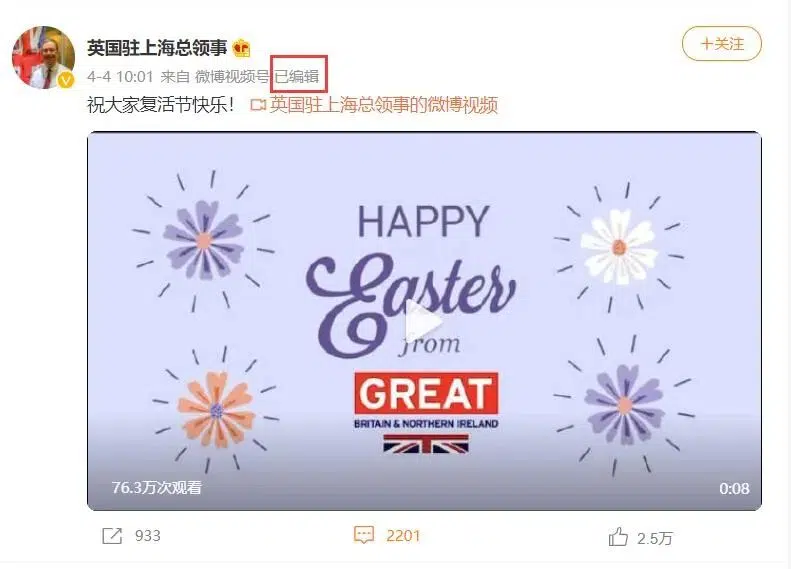 英国驻上海总领事
+关注
4-4 10:01 来自 微博视频号 已编辑
祝大家复活节快乐！ 英国驻上海总领事的微博视频
HAPPY
Easter
from
GREAT
BRITAIN & NORTHERN IRELAND
76.3万次观看
0:08
933
2201
2.5万